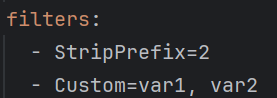 filters:
  - StripPrefix=2
  - Custom=var1, var2